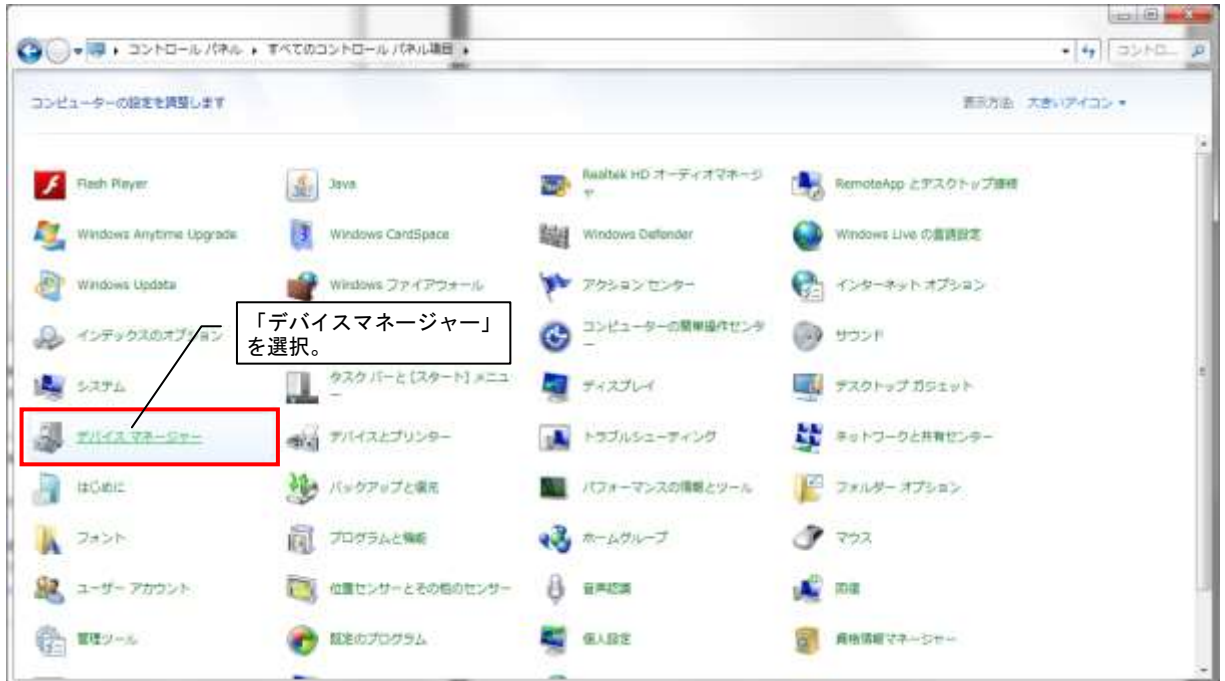 コントロール パネル ▸ すべてのコントロール パネル項目 ▸
コントロ...
コンピューターの設定を調整します
表示方法: 大きいアイコン
Flash Player
Java
Realtek HD オーディオマネージ
ャ
RemoteApp とデスクトップ接続
Windows Anytime Upgrade
Windows CardSpace
Windows Defender
Windows Live の言語設定
Windows Update
Windows ファイアウォール
アクション センター
インターネット オプション
インデックスのオプション
「デバイスマネージャー」
を選択。
コンピューターの簡単操作センタ
ー
サウンド
システム
タスク バーと [スタート] メニュ
ー
ディスプレイ
デスクトップ ガジェット
デバイス マネージャー
デバイスとプリンター
トラブルシューティング
ネットワークと共有センター
はじめに
バックアップと復元
パフォーマンスの情報とツール
フォルダー オプション
フォント
プログラムと機能
ホームグループ
マウス
ユーザー アカウント
位置センサーとその他のセンサー
音声認識
回復
管理ツール
既定のプログラム
個人設定
資格情報マネージャー